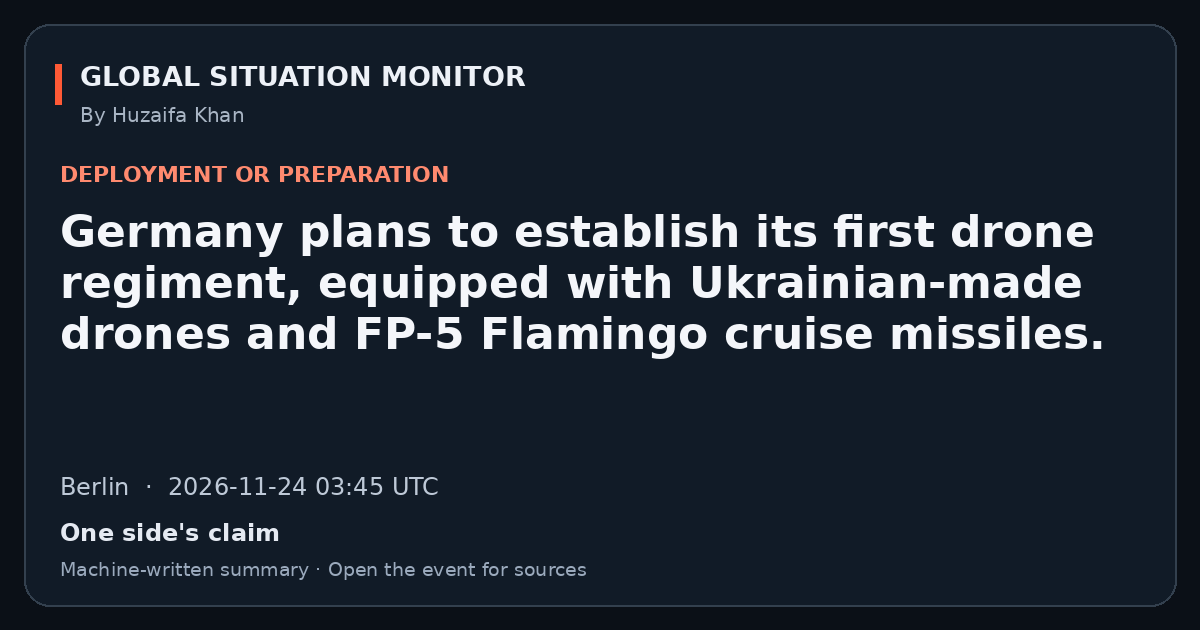 GLOBAL SITUATION MONITOR
By Huzaifa Khan
DEPLOYMENT OR PREPARATION
Germany plans to establish its first drone
regiment, equipped with Ukrainian-made
drones and FP-5 Flamingo cruise missiles.
Berlin · 2026-11-24 03:45 UTC
One side's claim
Machine-written summary · Open the event for sources